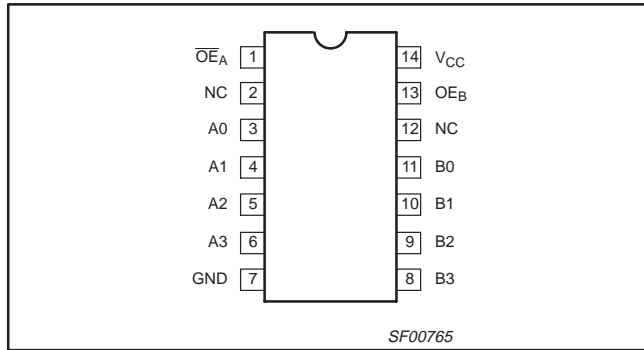 O̅E̅A 1 14 VCC
NC 2 13 OEB
A0 3 12 NC
A1 4 11 B0
A2 5 10 B1
A3 6 9 B2
GND 7 8 B3
SF00765